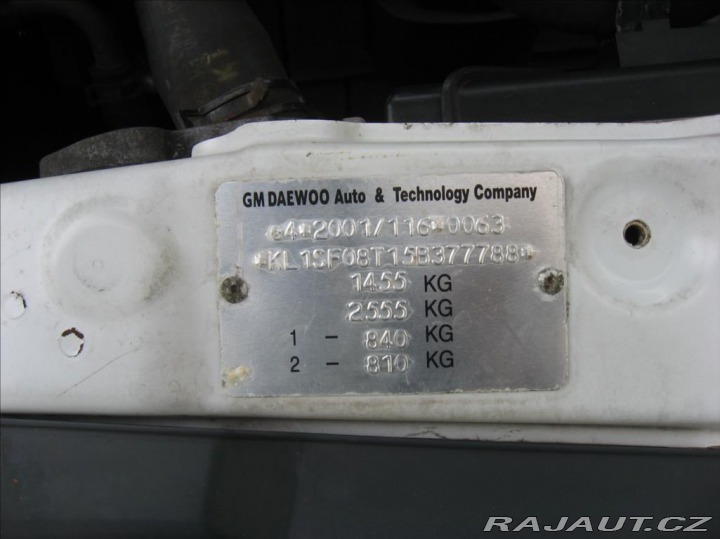 GM DAEWOO Auto & Technology Company
e4*2001/116*0063
*KL1SF08T15B377788*
1455 KG
2555 KG
1 - 840 KG
2 - 810 KG
RAJAUT.CZ